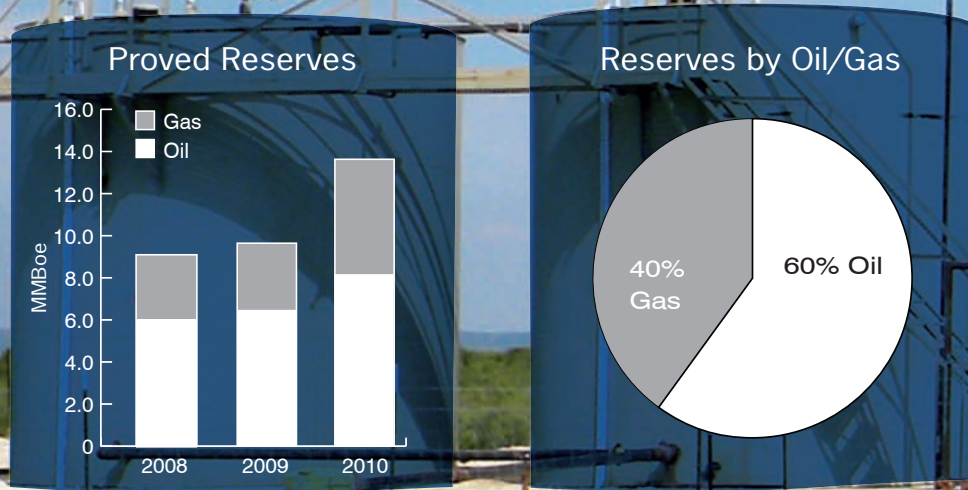 Proved Reserves
16.0
14.0
12.0
10.0
8.0
6.0
4.0
2.0
0
MMBoe
Gas
Oil
2008 2009 2010
Reserves by Oil/Gas
40%
Gas
60% Oil